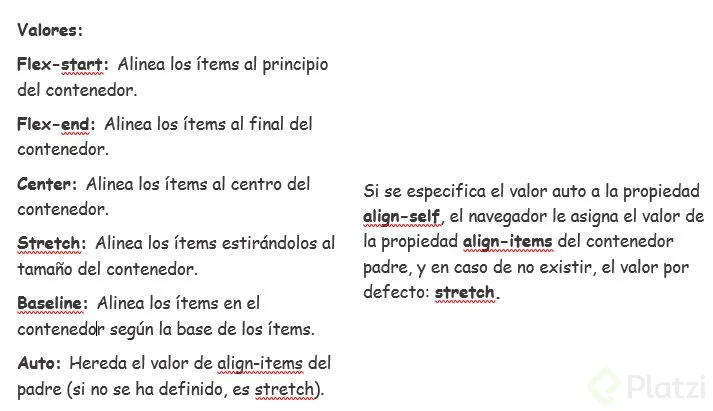 Valores:
Flex-start: Alinea los ítems al principio
del contenedor.
Flex-end: Alinea los ítems al final del
contenedor.
Center: Alinea los ítems al centro del
contenedor.
Stretch: Alinea los ítems estirándolos al
tamaño del contenedor.
Baseline: Alinea los ítems en el
contenedor según la base de los ítems.
Auto: Hereda el valor de align-items del
padre (si no se ha definido, es stretch).
Si se especifica el valor auto a la propiedad
align-self, el navegador le asigna el valor de
la propiedad align-items del contenedor
padre, y en caso de no existir, el valor por
defecto: stretch.
Platzi